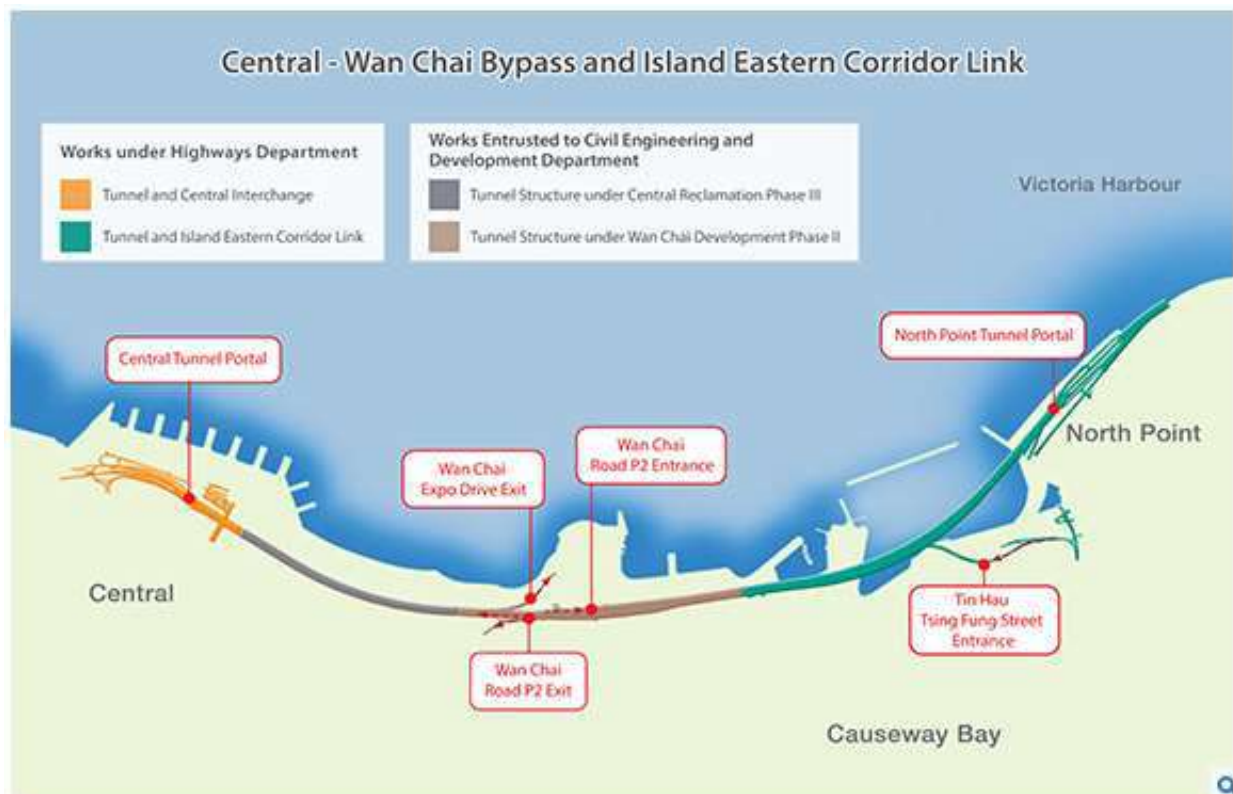 Central - Wan Chai Bypass and Island Eastern Corridor Link
Works under Highways Department
Tunnel and Central Interchange
Tunnel and Island Eastern Corridor Link
Works Entrusted to Civil Engineering and
Development Department
Tunnel Structure under Central Reclamation Phase III
Tunnel Structure under Wan Chai Development Phase II
Victoria Harbour
Central Tunnel Portal
North Point Tunnel Portal
North Point
Wan Chai
Expo Drive Exit
Wan Chai
Road P2 Entrance
Central
Wan Chai
Road P2 Exit
Tin Hau
Tsing Fung Street
Entrance
Causeway Bay